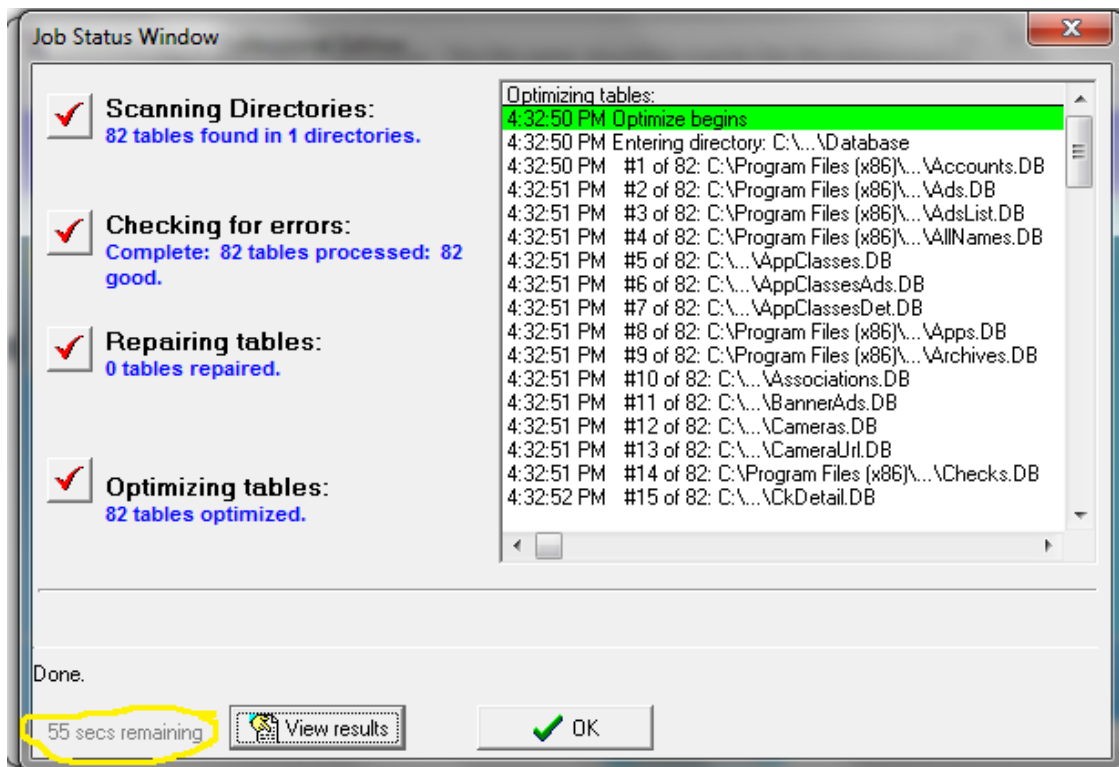 Job Status Window
Scanning Directories:
82 tables found in 1 directories.
Checking for errors:
Complete: 82 tables processed: 82
good.
Repairing tables:
0 tables repaired.
Optimizing tables:
82 tables optimized.
Optimizing tables:
4:32:50 PM Optimize begins
4:32:50 PM Entering directory: C:\...\Database
4:32:50 PM #1 of 82: C:\Program Files (x86)\...\Accounts.DB
4:32:51 PM #2 of 82: C:\Program Files (x86)\...\Ads.DB
4:32:51 PM #3 of 82: C:\Program Files (x86)\...\AdsList.DB
4:32:51 PM #4 of 82: C:\Program Files (x86)\...\AllNames.DB
4:32:51 PM #5 of 82: C:\...\AppClasses.DB
4:32:51 PM #6 of 82: C:\...\AppClassesAds.DB
4:32:51 PM #7 of 82: C:\...\AppClassesDet.DB
4:32:51 PM #8 of 82: C:\Program Files (x86)\...\Apps.DB
4:32:51 PM #9 of 82: C:\Program Files (x86)\...\Archives.DB
4:32:51 PM #10 of 82: C:\...\Associations.DB
4:32:51 PM #11 of 82: C:\...\BannerAds.DB
4:32:51 PM #12 of 82: C:\...\Cameras.DB
4:32:51 PM #13 of 82: C:\...\CameraUrl.DB
4:32:51 PM #14 of 82: C:\Program Files (x86)\...\Checks.DB
4:32:52 PM #15 of 82: C:\...\CkDetail.DB
Done.
55 secs remaining
View results
OK